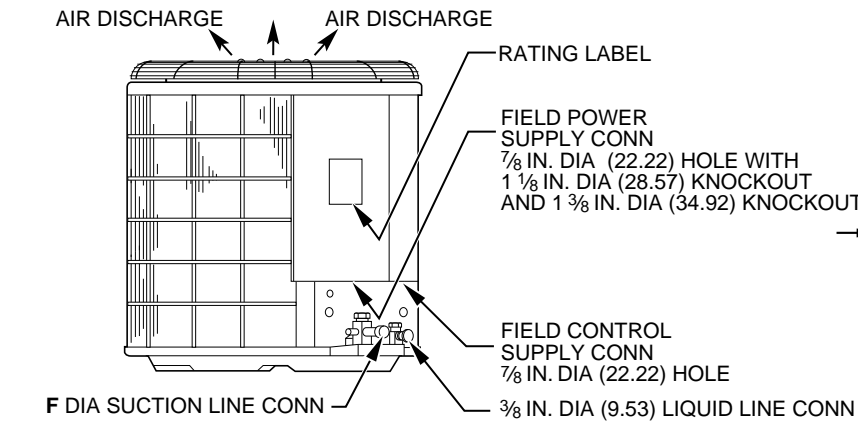 AIR DISCHARGE
AIR DISCHARGE
RATING LABEL
FIELD POWER
SUPPLY CONN
⅞ IN. DIA (22.22) HOLE WITH
1 ⅛ IN. DIA (28.57) KNOCKOUT
AND 1 ⅜ IN. DIA (34.92) KNOCKOUT
FIELD CONTROL
SUPPLY CONN
⅞ IN. DIA (22.22) HOLE
F DIA SUCTION LINE CONN
⅜ IN. DIA (9.53) LIQUID LINE CONN